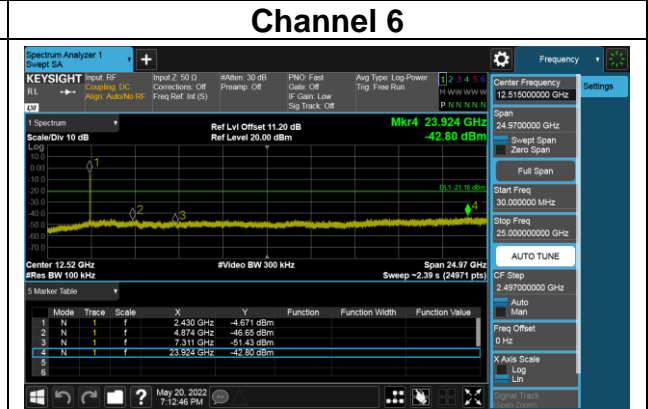 Channel 6
Spectrum Analyzer 1
Swept SA
+
Frequency
KEYSIGHT
RL
Input: RF
Coupling: DC
Align: Auto/No RF
Input Z: 50 Ω
Corrections: Off
Freq Ref: Int (S)
#Atten: 30 dB
Preamp: Off
PNO: Fast
Gate: Off
IF Gain: Low
Sig Track: Off
Avg Type: Log-Power
Trig: Free Run
1 2 3 4 5 6
M W W W W W
P N N N N N
1 Spectrum
Scale/Div 10 dB
Ref Lvl Offset 11.20 dB
Ref Level 20.00 dBm
Mkr4 23.924 GHz
-42.80 dBm
Log
10.0
0.00
-10.0
-20.0
-30.0
-40.0
-50.0
-60.0
-70.0
1
2
3
4
DL1 -21.18 dBm
Center 12.52 GHz
#Res BW 100 kHz
#Video BW 300 kHz
Span 24.97 GHz
Sweep ~2.39 s (24971 pts)
5 Marker Table
Mode Trace Scale X Y Function Function Width Function Value
1 N 1 f 2.430 GHz -4.671 dBm
2 N 1 f 4.874 GHz -46.65 dBm
3 N 1 f 7.311 GHz -51.43 dBm
4 N 1 f 23.924 GHz -42.80 dBm
5
6
May 20, 2022
7:12:46 PM
?
Center Frequency
12.515000000 GHz
Settings
Span
24.9700000 GHz
Swept Span
Zero Span
Full Span
Start Freq
30.000000 MHz
Stop Freq
25.000000000 GHz
AUTO TUNE
CF Step
2.497000000 GHz
Auto
Man
Freq Offset
0 Hz
X Axis Scale
Log
Lin
Signal Track
(Span Zoom)